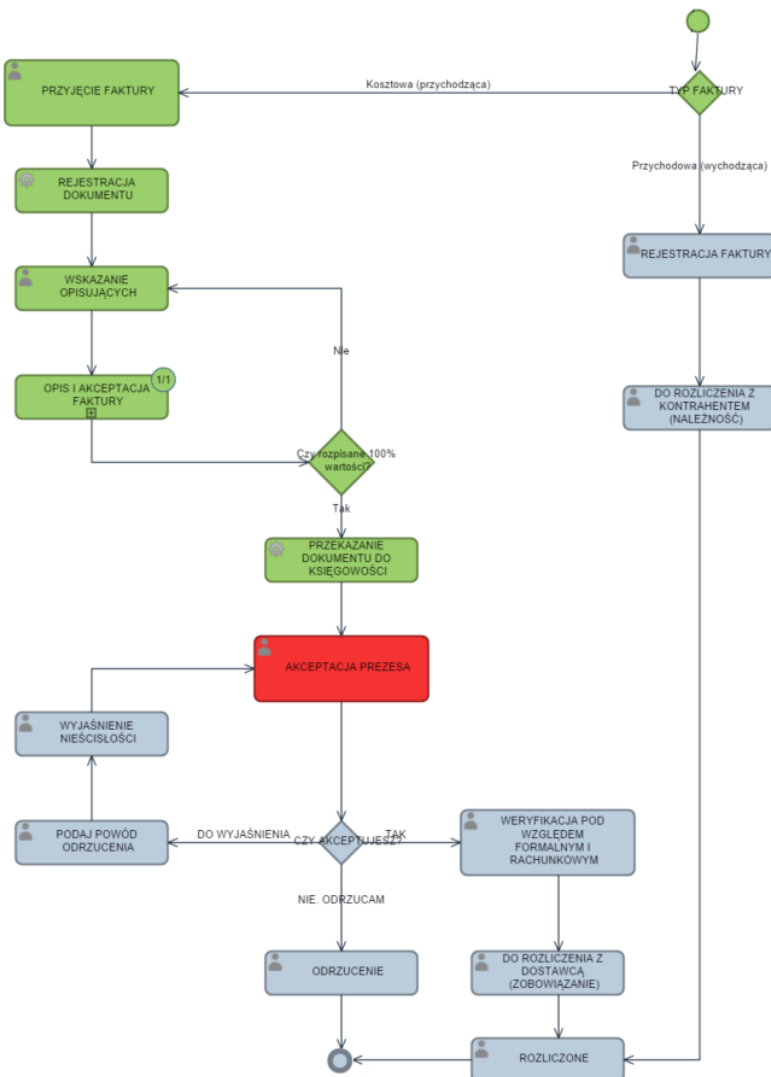 TYP FAKTURY
Kosztowa (przychodząca)
PRZYJĘCIE FAKTURY
Przychodowa (wychodząca)
REJESTRACJA
DOKUMENTU
REJESTRACJA FAKTURY
WSKAZANIE
OPISUJĄCYCH
Nie
1/1
OPIS I AKCEPTACJA
FAKTURY
DO ROZLICZENIA Z
KONTRAHENTEM
(NALEŻNOŚĆ)
Czy rozpisane 100%
wartości?
Tak
PRZEKAZANIE
DOKUMENTU DO
KSIĘGOWOŚCI
AKCEPTACJA PREZESA
WYJAŚNIENIE
NIEŚCISŁOŚCI
PODAJ POWÓD
ODRZUCENIA
DO WYJAŚNIENIA
CZY AKCEPTUJESZ?
TAK
WERYFIKACJA POD
WZGLĘDEM
FORMALNYM I
RACHUNKOWYM
NIE. ODRZUCAM
ODRZUCENIE
DO ROZLICZENIA Z
DOSTAWCĄ
(ZOBOWIĄZANIE)
ROZLICZONE